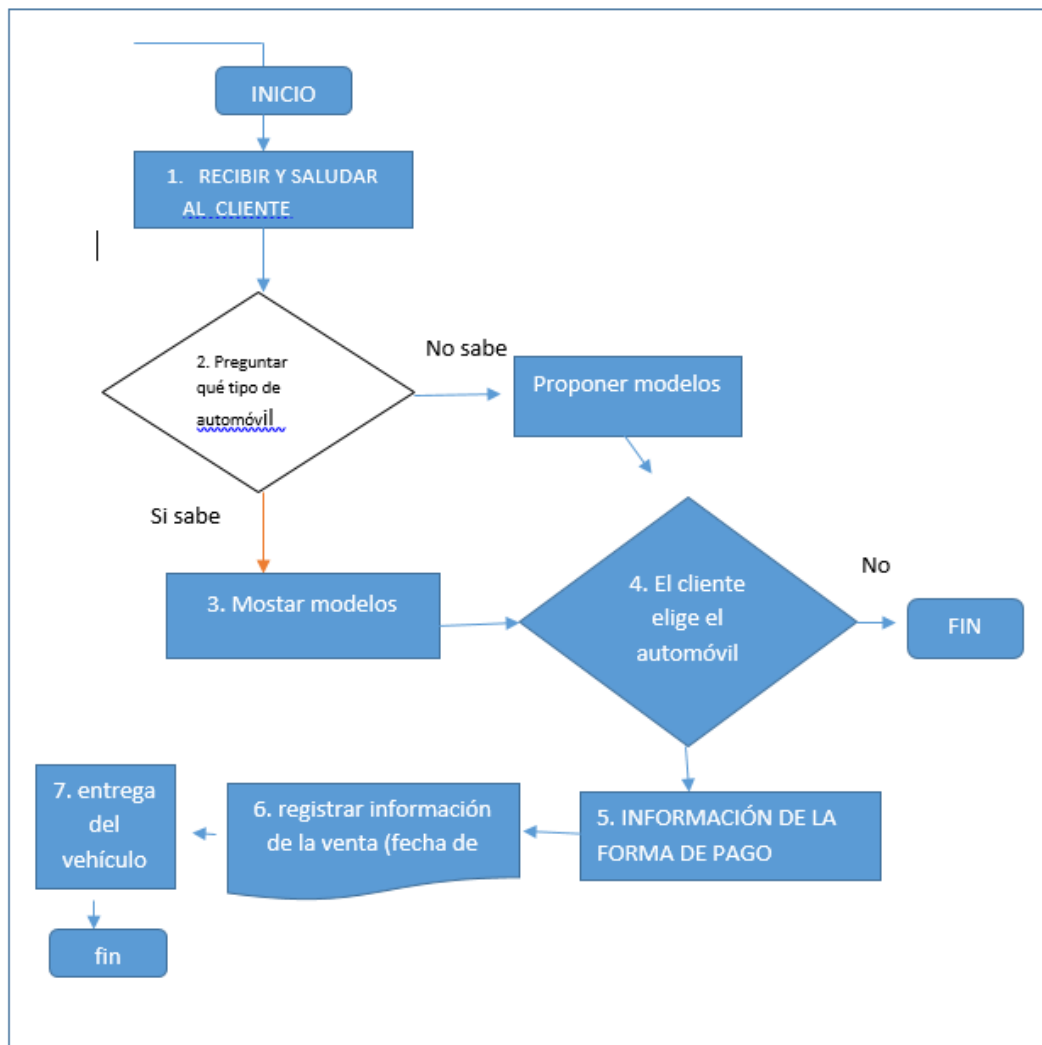 INICIO
1. RECIBIR Y SALUDAR
AL CLIENTE
2. Preguntar
qué tipo de
automóvil
No sabe
Proponer modelos
Si sabe
3. Mostar modelos
4. El cliente
elige el
automóvil
No
FIN
5. INFORMACIÓN DE LA
FORMA DE PAGO
6. registrar información
de la venta (fecha de
7. entrega
del
vehículo
fin